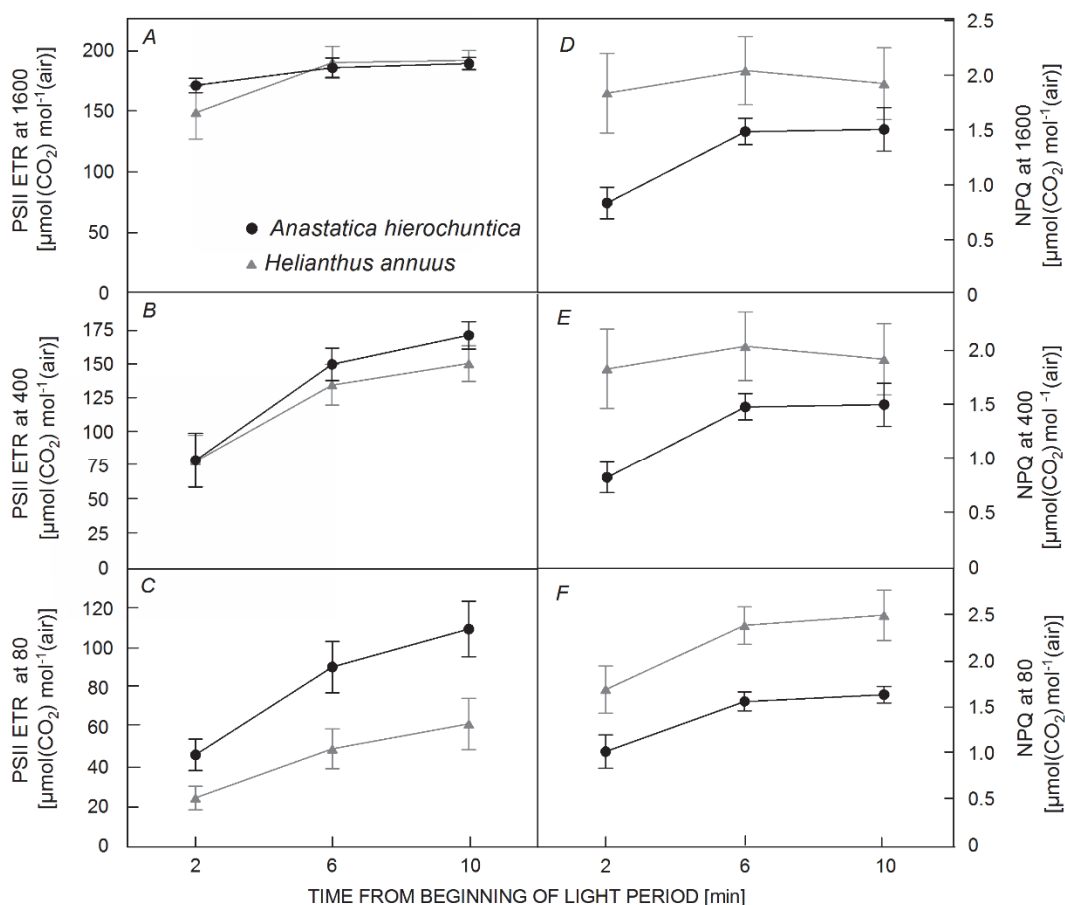 A
PSII ETR at 1600
[µmol(CO₂) mol⁻¹(air)]
200
150
100
50
0
Anastatica hierochuntica
Helianthus annuus
D
2.5
2.0
1.5
1.0
0.5
0
NPQ at 1600
[µmol(CO₂) mol⁻¹(air)]
B
PSII ETR at 400
[µmol(CO₂) mol⁻¹(air)]
175
150
125
100
75
50
25
0
E
2.0
1.5
1.0
0.5
0
NPQ at 400
[µmol(CO₂) mol⁻¹(air)]
C
PSII ETR at 80
[µmol(CO₂) mol⁻¹(air)]
120
100
80
60
40
20
0
F
2.5
2.0
1.5
1.0
0.5
0
NPQ at 80
[µmol(CO₂) mol⁻¹(air)]
2 6 10 2 6 10
TIME FROM BEGINNING OF LIGHT PERIOD [min]